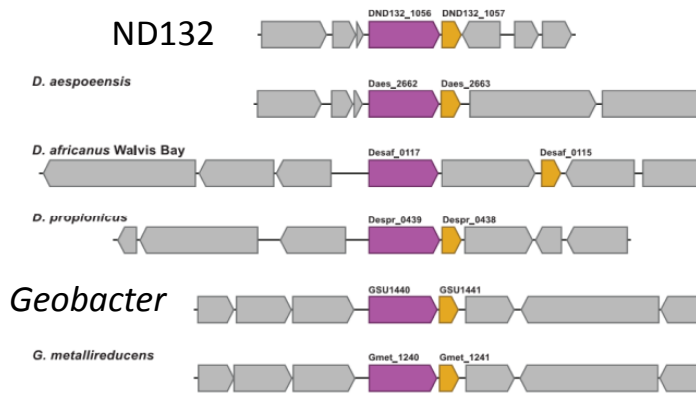 DND132_1056 DND132_1057
ND132
D. aespoeensis
Daes_2662 Daes_2663
D. africanus Walvis Bay
Desaf_0117 Desaf_0115
D. propionicus
Despr_0439 Despr_0438
Geobacter
GSU1440 GSU1441
G. metallireducens
Gmet_1240 Gmet_1241